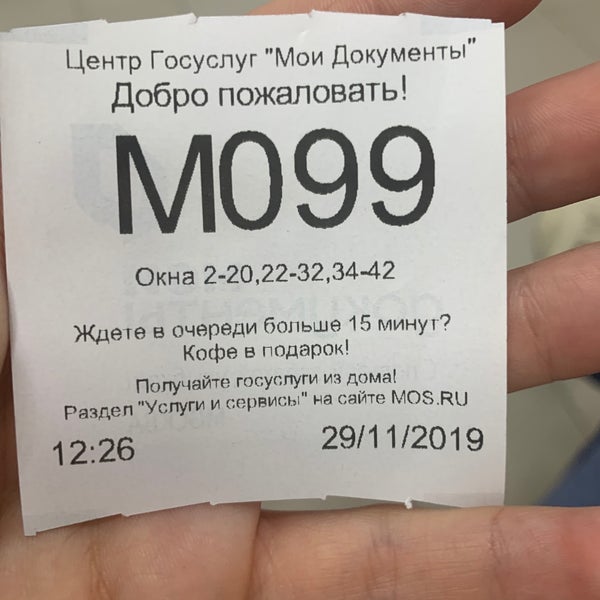 Центр Госуслуг "Мои Документы"
Добро пожаловать!
М099
Окна 2-20,22-32,34-42
Ждете в очереди больше 15 минут?
Кофе в подарок!
Получайте госуслуги из дома!
Раздел "Услуги и сервисы" на сайте MOS.RU
12:26 29/11/2019